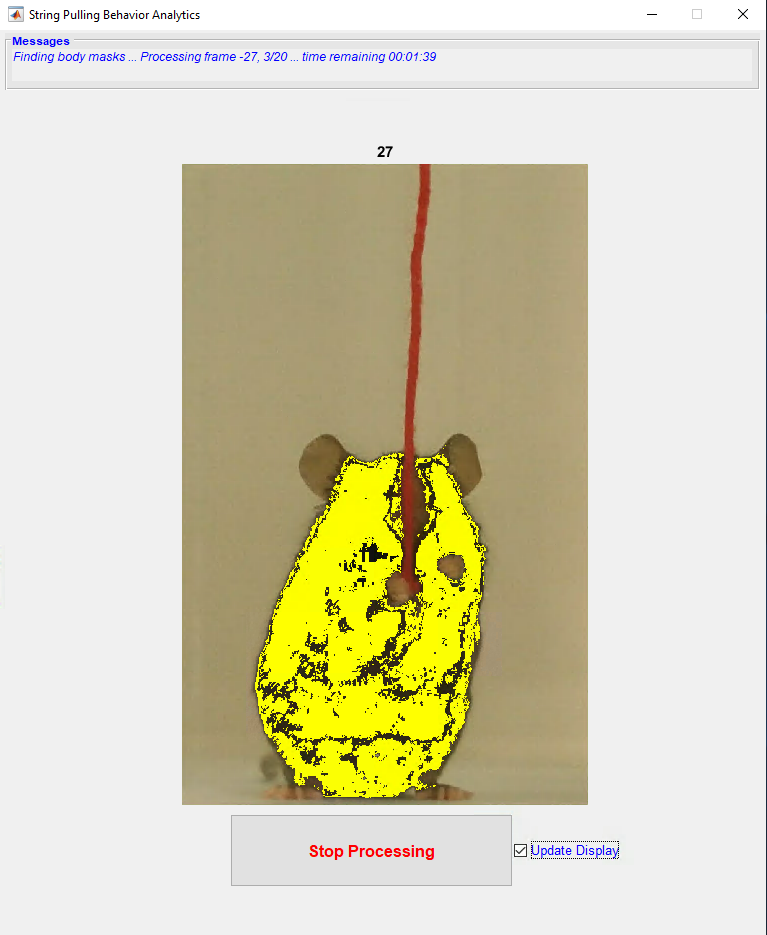 String Pulling Behavior Analytics
Messages
Finding body masks ... Processing frame -27, 3/20 ... time remaining 00:01:39
27
Stop Processing
Update Display